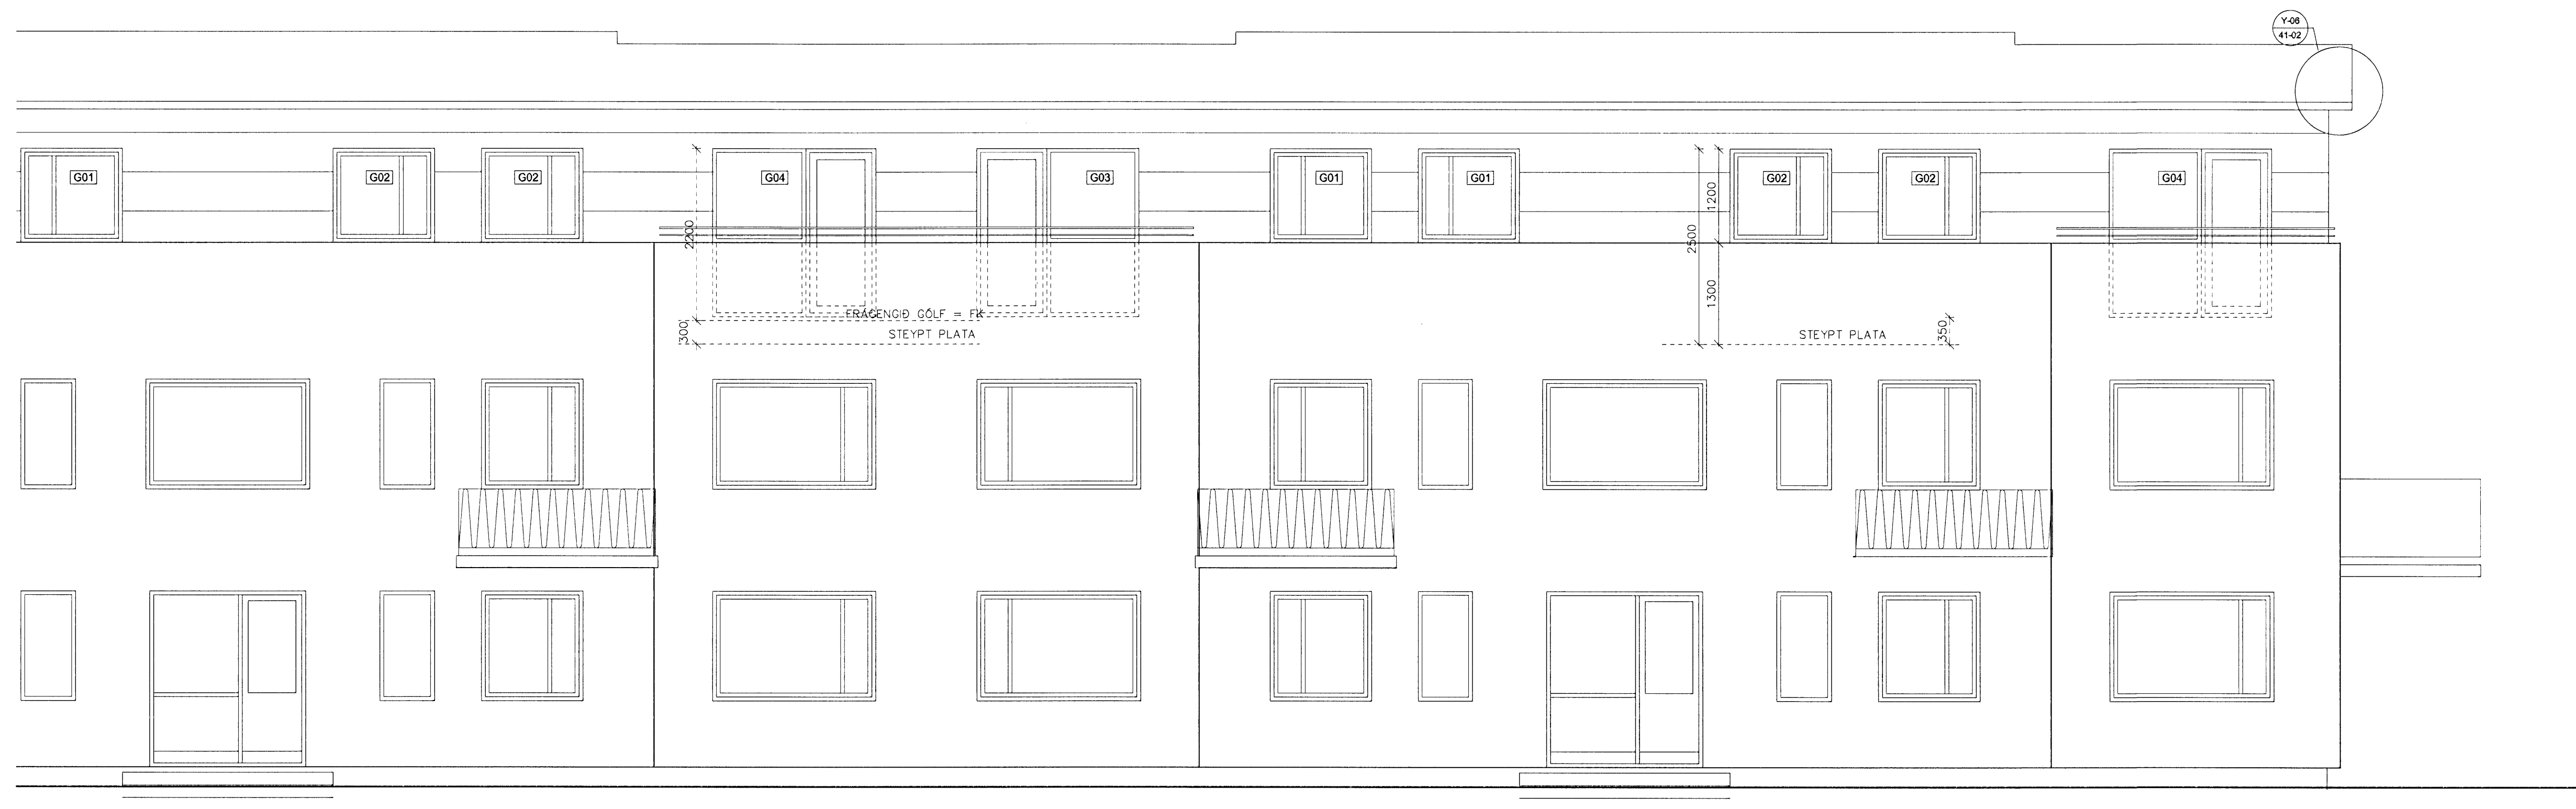 Y-06
41-02
G01
G02
G02
G04
G03
G01
G01
G02
G02
G04
2200
300
FRÁGENGIÐ GÓLF = FK
STEYPT PLATA
2500
1200
1300
STEYPT PLATA
350